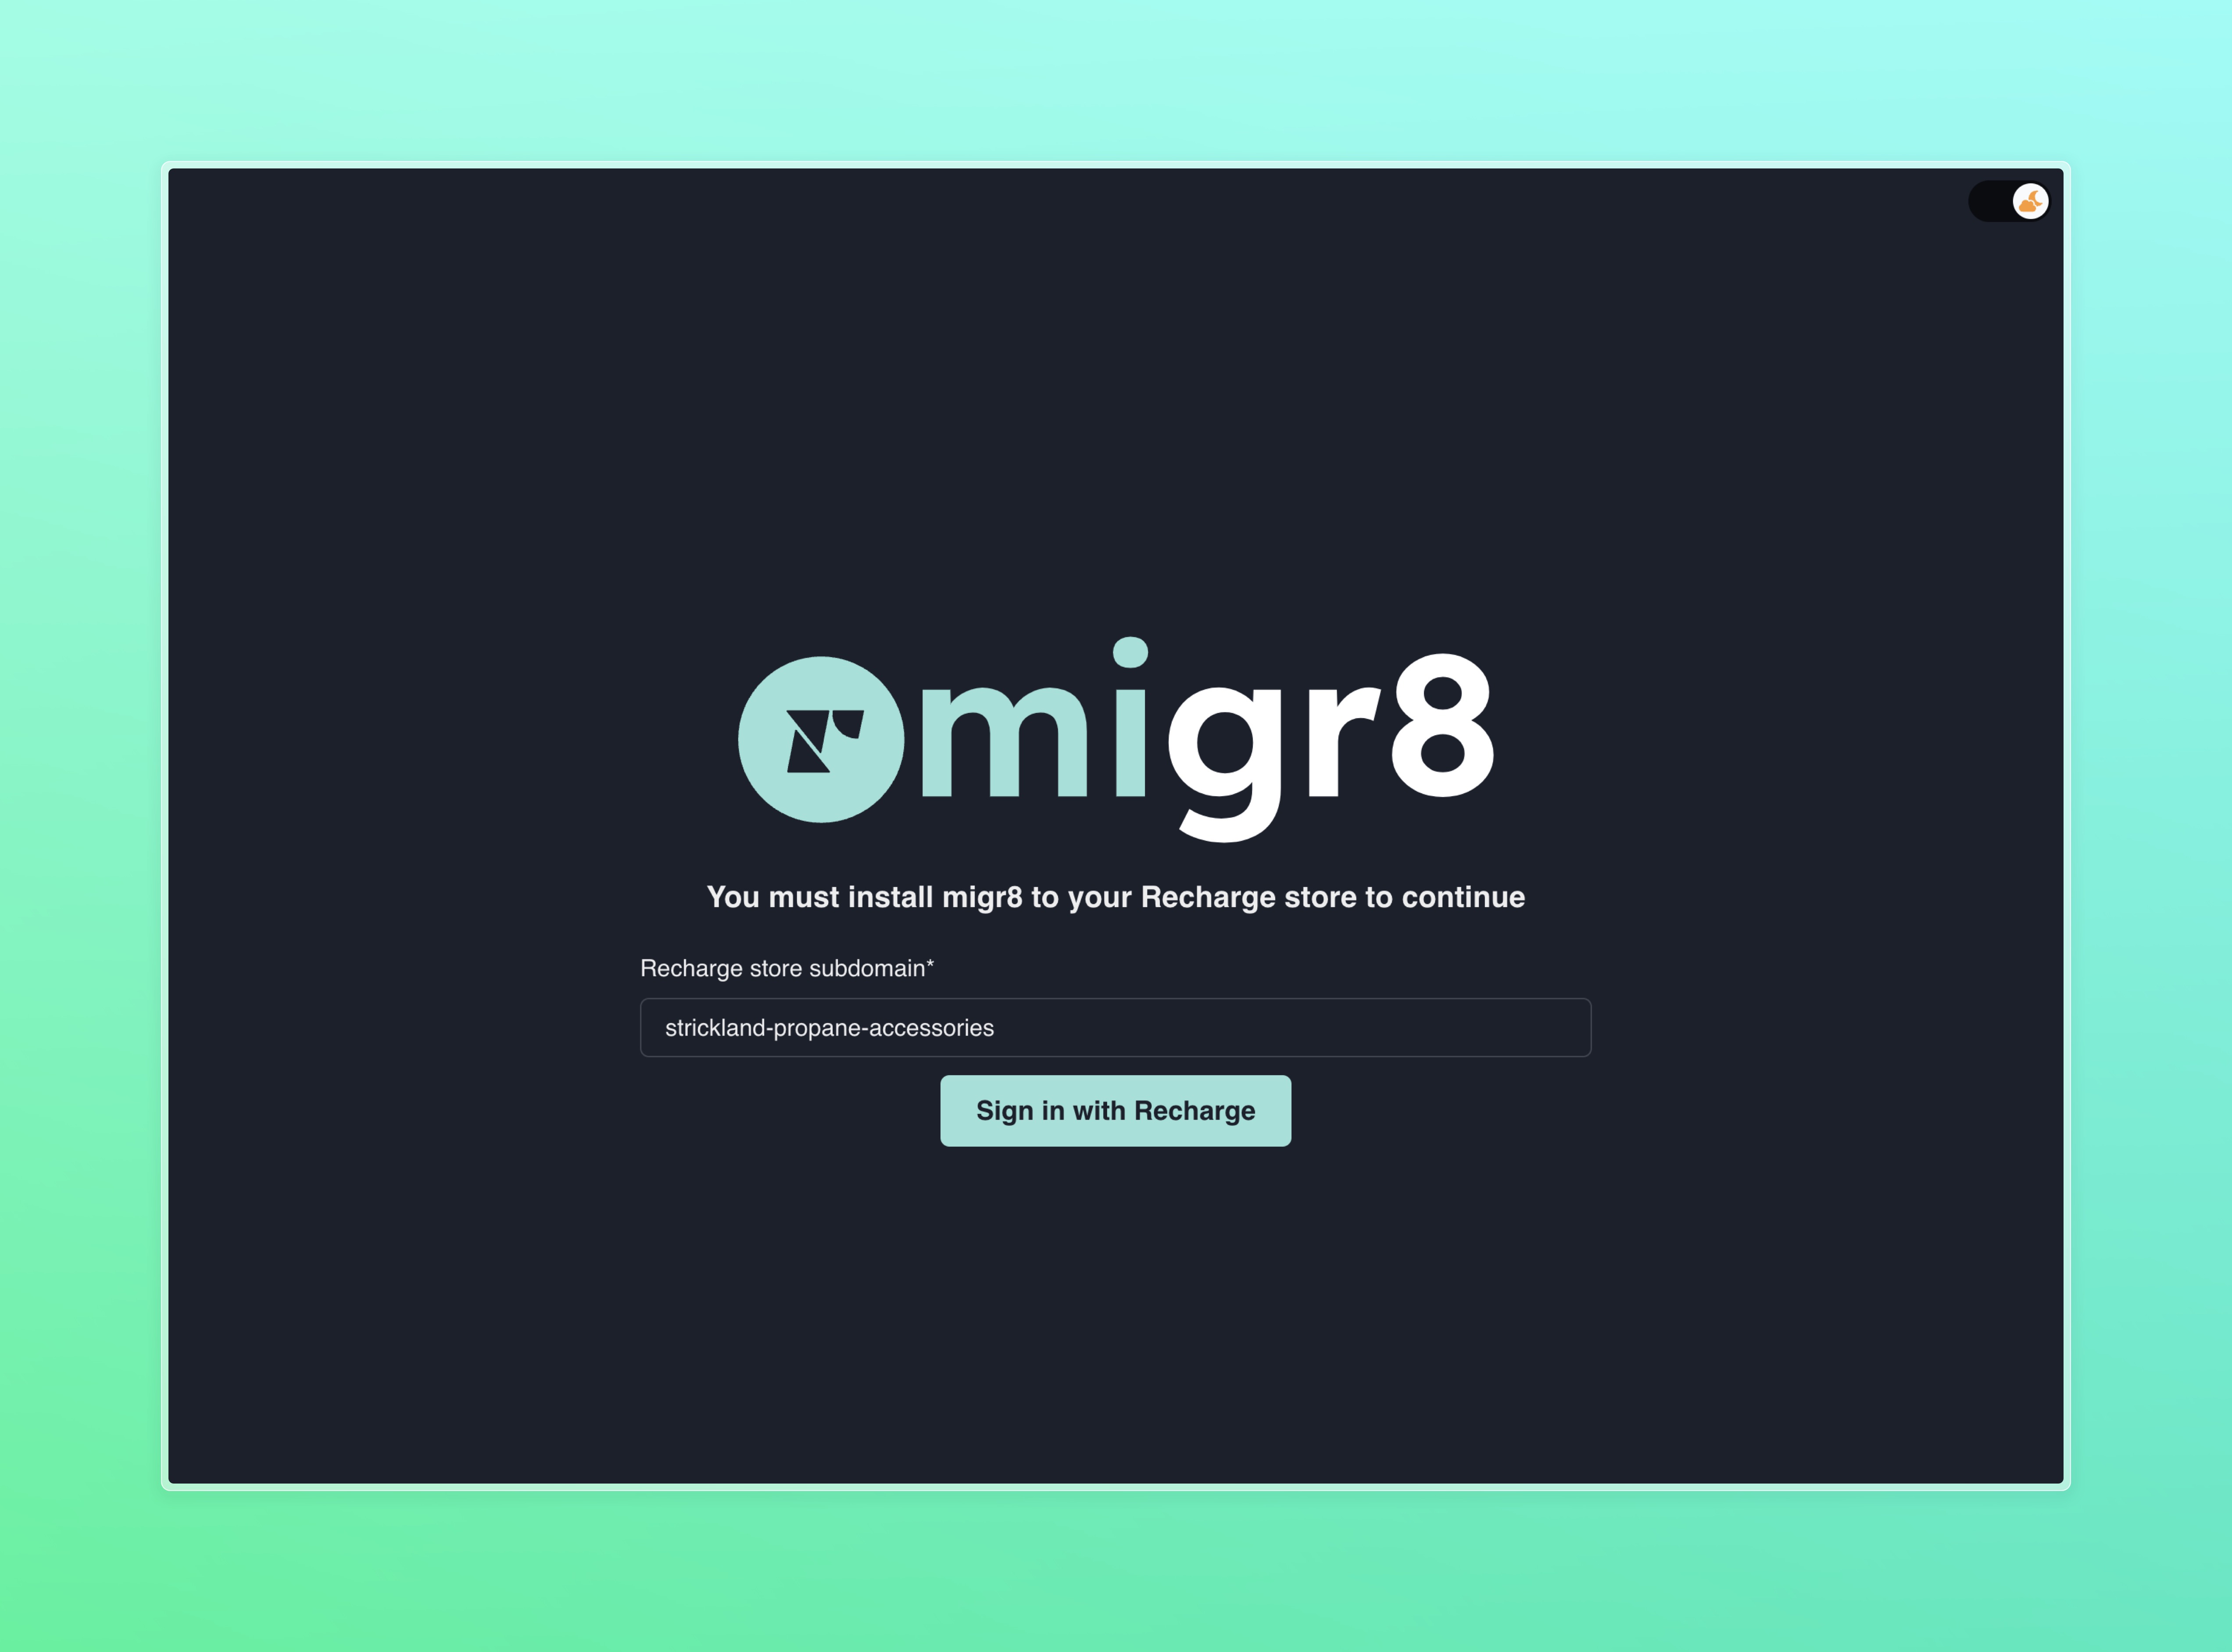 migr8
You must install migr8 to your Recharge store to continue
Recharge store subdomain*
strickland-propane-accessories
Sign in with Recharge